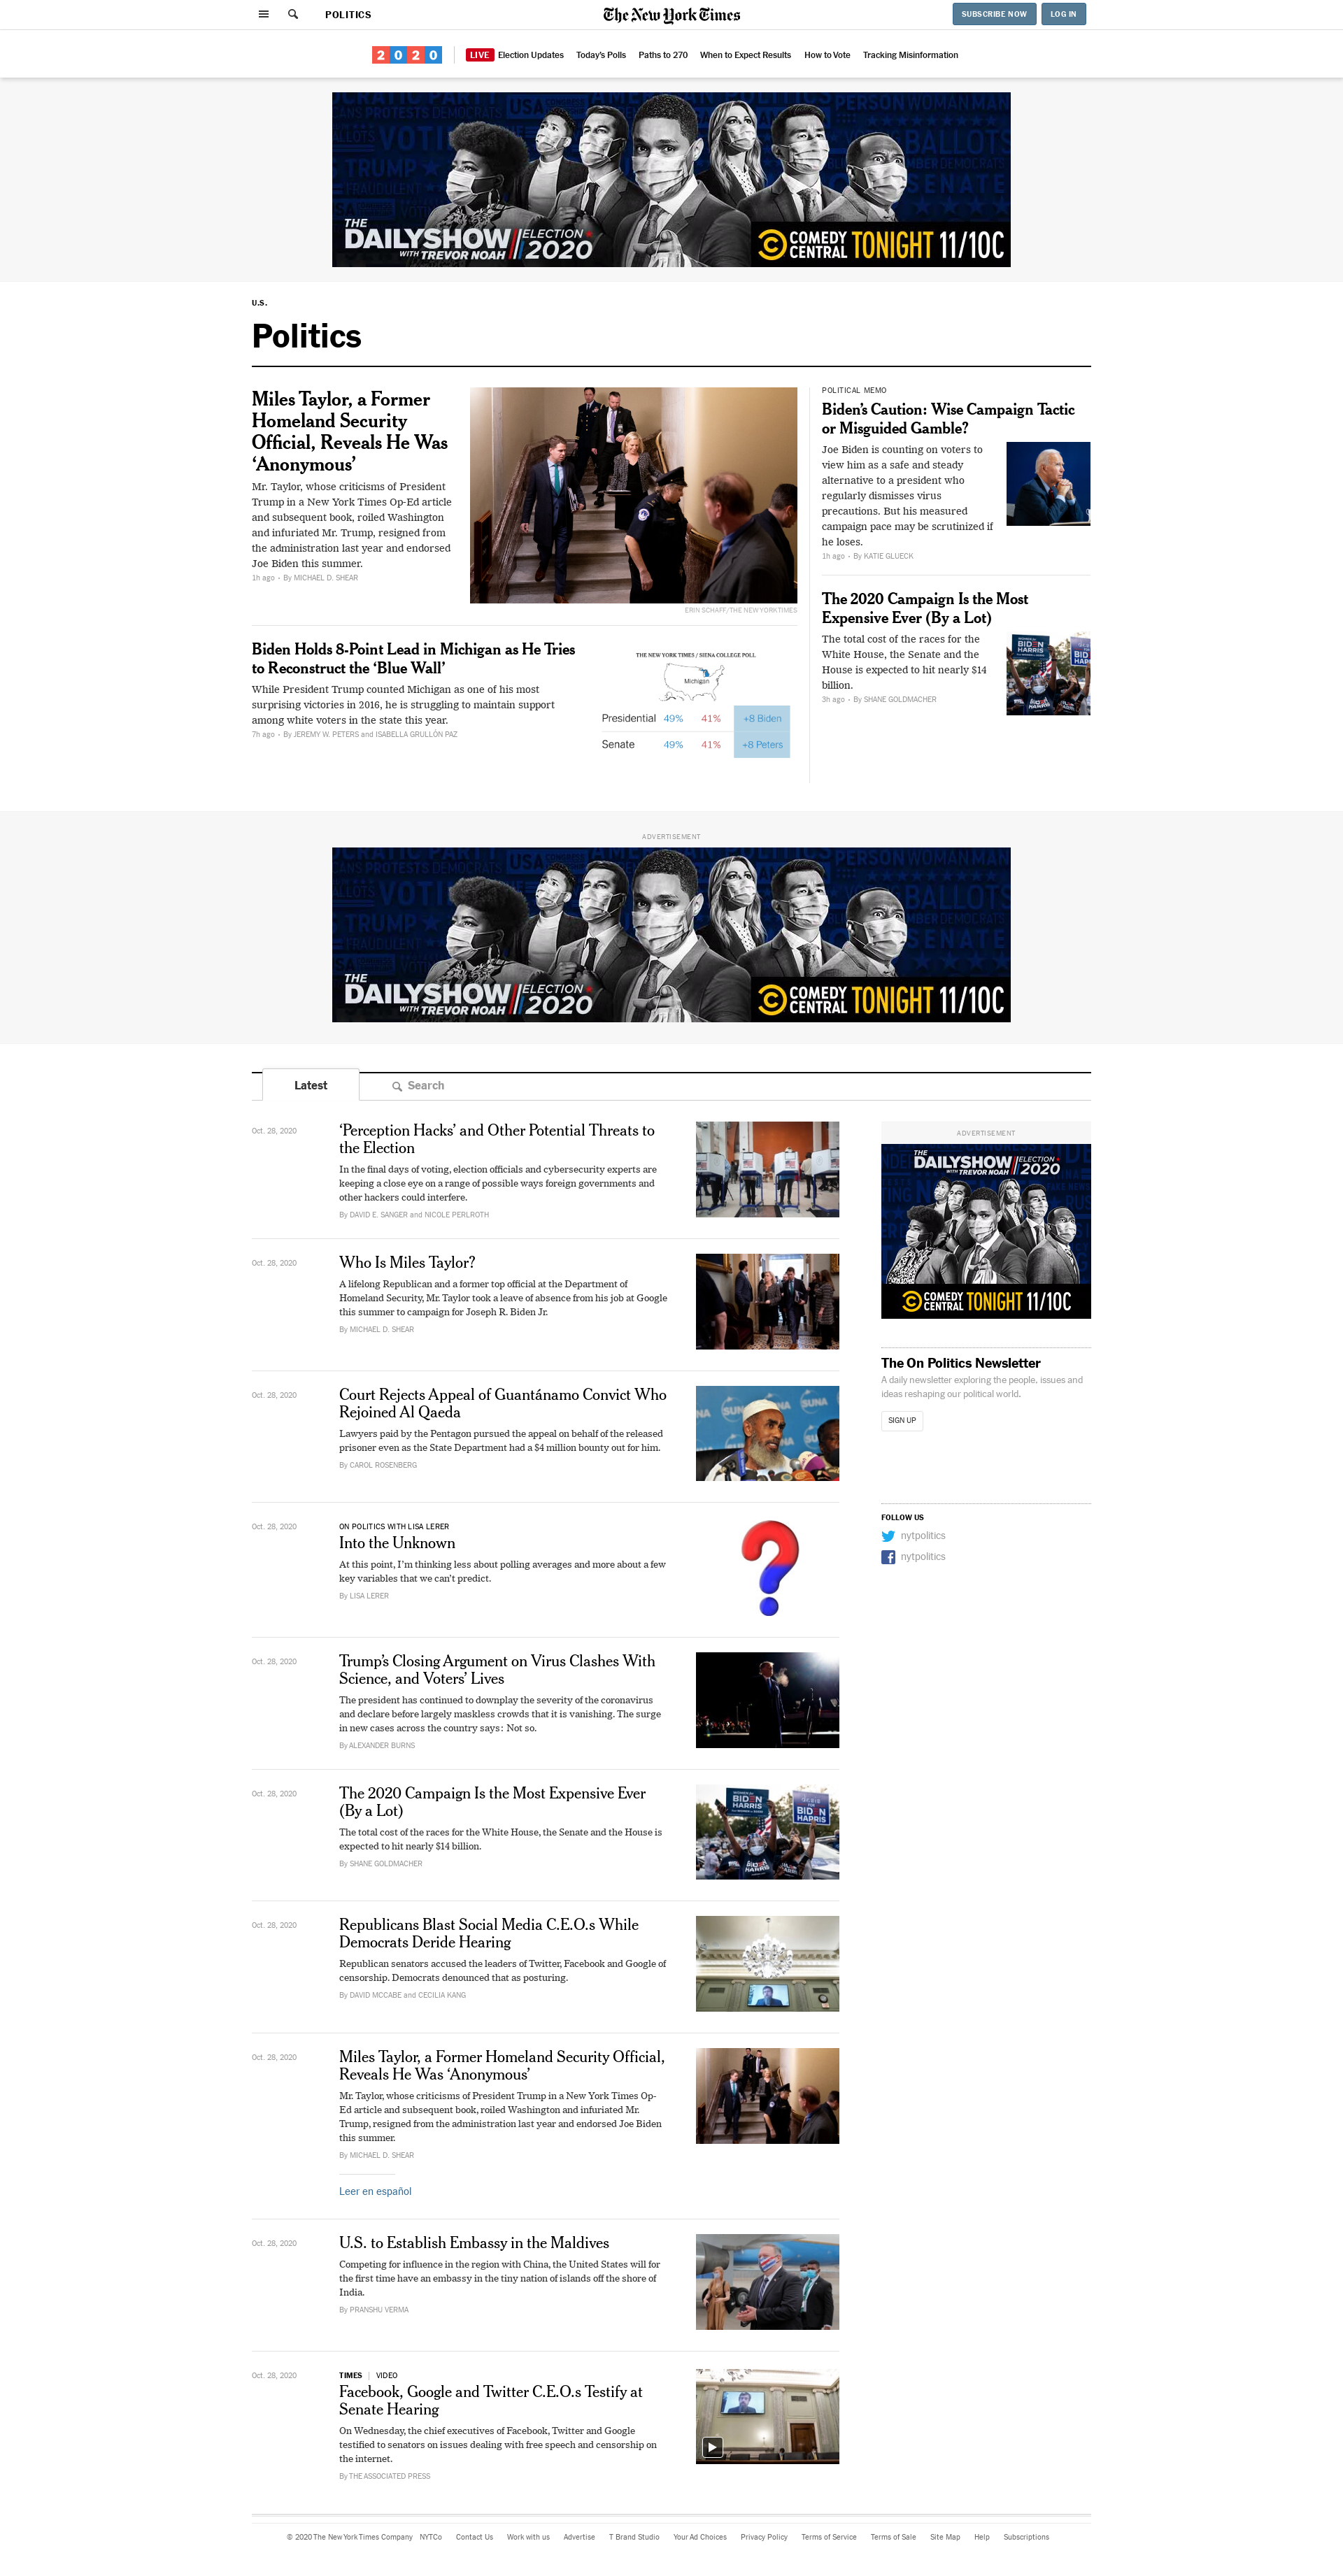 POLITICS
The New York Times
SUBSCRIBE NOW
LOG IN
2020
LIVE Election Updates
Today's Polls
Paths to 270
When to Expect Results
How to Vote
Tracking Misinformation
THE
DAILYSHOW
WITH TREVOR NOAH
ELECTION
2020
COMEDY
CENTRAL
TONIGHT 11/10C
U.S.
Politics
Miles Taylor, a Former
Homeland Security
Official, Reveals He Was
‘Anonymous’
Mr. Taylor, whose criticisms of President
Trump in a New York Times Op-Ed article
and subsequent book, roiled Washington
and infuriated Mr. Trump, resigned from
the administration last year and endorsed
Joe Biden this summer.
1h ago · By MICHAEL D. SHEAR
ERIN SCHAFF/THE NEW YORK TIMES
Biden Holds 8-Point Lead in Michigan as He Tries
to Reconstruct the ‘Blue Wall’
While President Trump counted Michigan as one of his most
surprising victories in 2016, he is struggling to maintain support
among white voters in the state this year.
7h ago · By JEREMY W. PETERS and ISABELLA GRULLÓN PAZ
THE NEW YORK TIMES / SIENA COLLEGE POLL
Michigan
Presidential 49% 41% +8 Biden
Senate 49% 41% +8 Peters
POLITICAL MEMO
Biden’s Caution: Wise Campaign Tactic
or Misguided Gamble?
Joe Biden is counting on voters to
view him as a safe and steady
alternative to a president who
regularly dismisses virus
precautions. But his measured
campaign pace may be scrutinized if
he loses.
1h ago · By KATIE GLUECK
The 2020 Campaign Is the Most
Expensive Ever (By a Lot)
The total cost of the races for the
White House, the Senate and the
House is expected to hit nearly $14
billion.
3h ago · By SHANE GOLDMACHER
ADVERTISEMENT
THE
DAILYSHOW
WITH TREVOR NOAH
ELECTION
2020
COMEDY
CENTRAL
TONIGHT 11/10C
Latest
Search
Oct. 28, 2020
‘Perception Hacks’ and Other Potential Threats to
the Election
In the final days of voting, election officials and cybersecurity experts are
keeping a close eye on a range of possible ways foreign governments and
other hackers could interfere.
By DAVID E. SANGER and NICOLE PERLROTH
Oct. 28, 2020
Who Is Miles Taylor?
A lifelong Republican and a former top official at the Department of
Homeland Security, Mr. Taylor took a leave of absence from his job at Google
this summer to campaign for Joseph R. Biden Jr.
By MICHAEL D. SHEAR
Oct. 28, 2020
Court Rejects Appeal of Guantánamo Convict Who
Rejoined Al Qaeda
Lawyers paid by the Pentagon pursued the appeal on behalf of the released
prisoner even as the State Department had a $4 million bounty out for him.
By CAROL ROSENBERG
Oct. 28, 2020
ON POLITICS WITH LISA LERER
Into the Unknown
At this point, I’m thinking less about polling averages and more about a few
key variables that we can’t predict.
By LISA LERER
Oct. 28, 2020
Trump’s Closing Argument on Virus Clashes With
Science, and Voters’ Lives
The president has continued to downplay the severity of the coronavirus
and declare before largely maskless crowds that it is vanishing. The surge
in new cases across the country says: Not so.
By ALEXANDER BURNS
Oct. 28, 2020
The 2020 Campaign Is the Most Expensive Ever
(By a Lot)
The total cost of the races for the White House, the Senate and the House is
expected to hit nearly $14 billion.
By SHANE GOLDMACHER
Oct. 28, 2020
Republicans Blast Social Media C.E.O.s While
Democrats Deride Hearing
Republican senators accused the leaders of Twitter, Facebook and Google of
censorship. Democrats denounced that as posturing.
By DAVID MCCABE and CECILIA KANG
Oct. 28, 2020
Miles Taylor, a Former Homeland Security Official,
Reveals He Was ‘Anonymous’
Mr. Taylor, whose criticisms of President Trump in a New York Times Op-
Ed article and subsequent book, roiled Washington and infuriated Mr.
Trump, resigned from the administration last year and endorsed Joe Biden
this summer.
By MICHAEL D. SHEAR
Leer en español
Oct. 28, 2020
U.S. to Establish Embassy in the Maldives
Competing for influence in the region with China, the United States will for
the first time have an embassy in the tiny nation of islands off the shore of
India.
By PRANSHU VERMA
Oct. 28, 2020
TIMES | VIDEO
Facebook, Google and Twitter C.E.O.s Testify at
Senate Hearing
On Wednesday, the chief executives of Facebook, Twitter and Google
testified to senators on issues dealing with free speech and censorship on
the internet.
By THE ASSOCIATED PRESS
ADVERTISEMENT
THE
DAILYSHOW
WITH TREVOR NOAH
ELECTION
2020
COMEDY
CENTRAL
TONIGHT 11/10C
The On Politics Newsletter
A daily newsletter exploring the people, issues and
ideas reshaping our political world.
SIGN UP
FOLLOW US
nytpolitics
nytpolitics
© 2020 The New York Times Company NYTCo Contact Us Work with us Advertise T Brand Studio Your Ad Choices Privacy Policy Terms of Service Terms of Sale Site Map Help Subscriptions